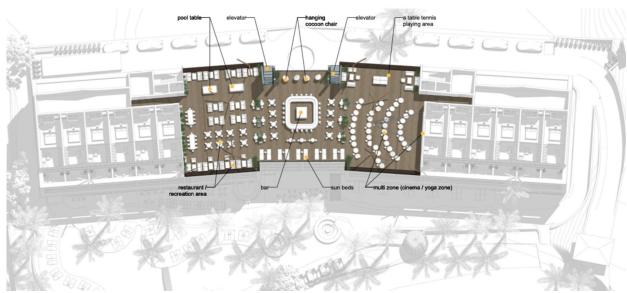 pool table
elevator
hanging
cocoon chair
elevator
a table tennis
playing area
restaurant /
recreation area
bar
sun beds
multi zone (cinema / yoga zone)